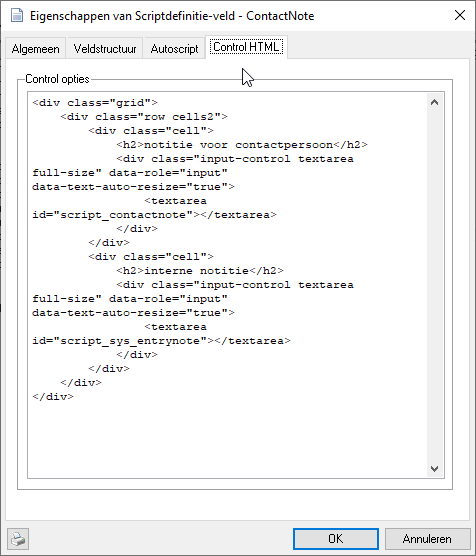 Eigenschappen van Scriptdefinitie-veld - ContactNote
Algemeen Veldstructuur Autoscript Control HTML
Control opties
<div class="grid">
    <div class="row cells2">
        <div class="cell">
            <h2>notitie voor contactpersoon</h2>
            <div class="input-control textarea
full-size" data-role="input"
data-text-auto-resize="true">
                <textarea
id="script_contactnote"></textarea>
            </div>
        </div>
        <div class="cell">
            <h2>interne notitie</h2>
            <div class="input-control textarea
full-size" data-role="input"
data-text-auto-resize="true">
                <textarea
id="script_sys_entrynote"></textarea>
            </div>
        </div>
    </div>
</div>
OK Annuleren